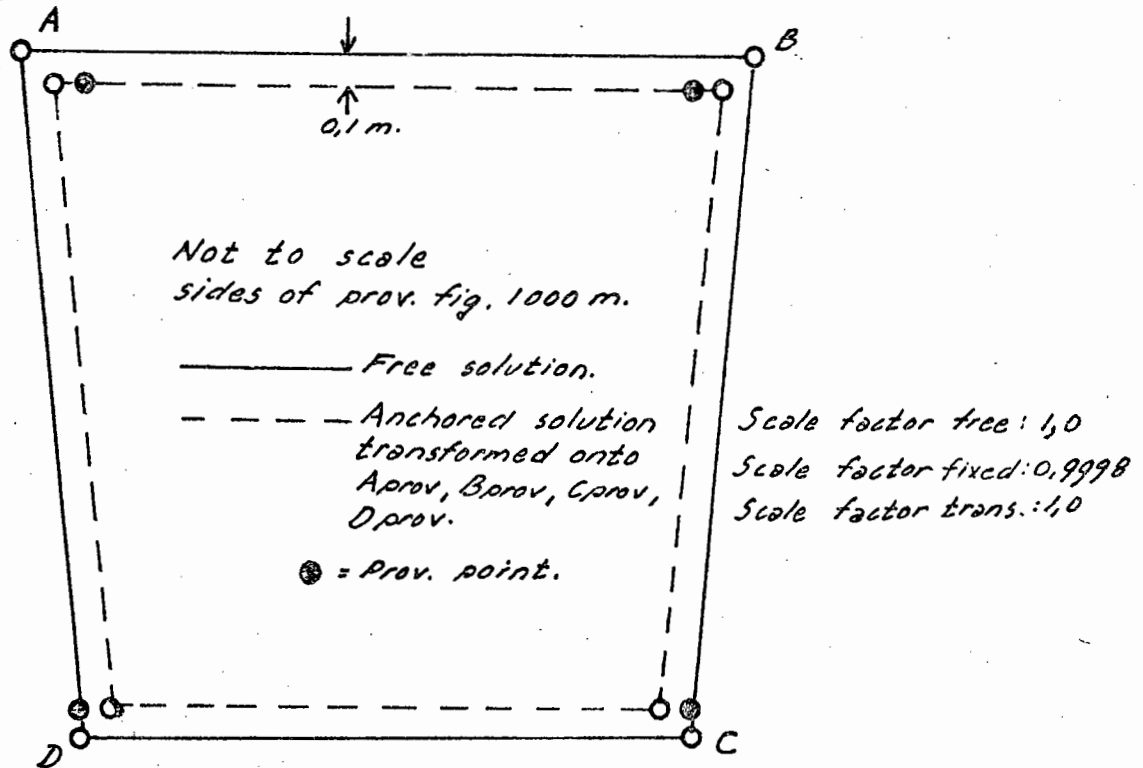 A
B
0,1 m.
Not to scale
sides of prov. fig. 1000 m.
Free solution.
Anchored solution
transformed onto
Aprov, Bprov, Cprov,
Dprov.
= Prov. point.
Scale factor free: 1,0
Scale factor fixed: 0,9998
Scale factor trans.: 1,0
D
C